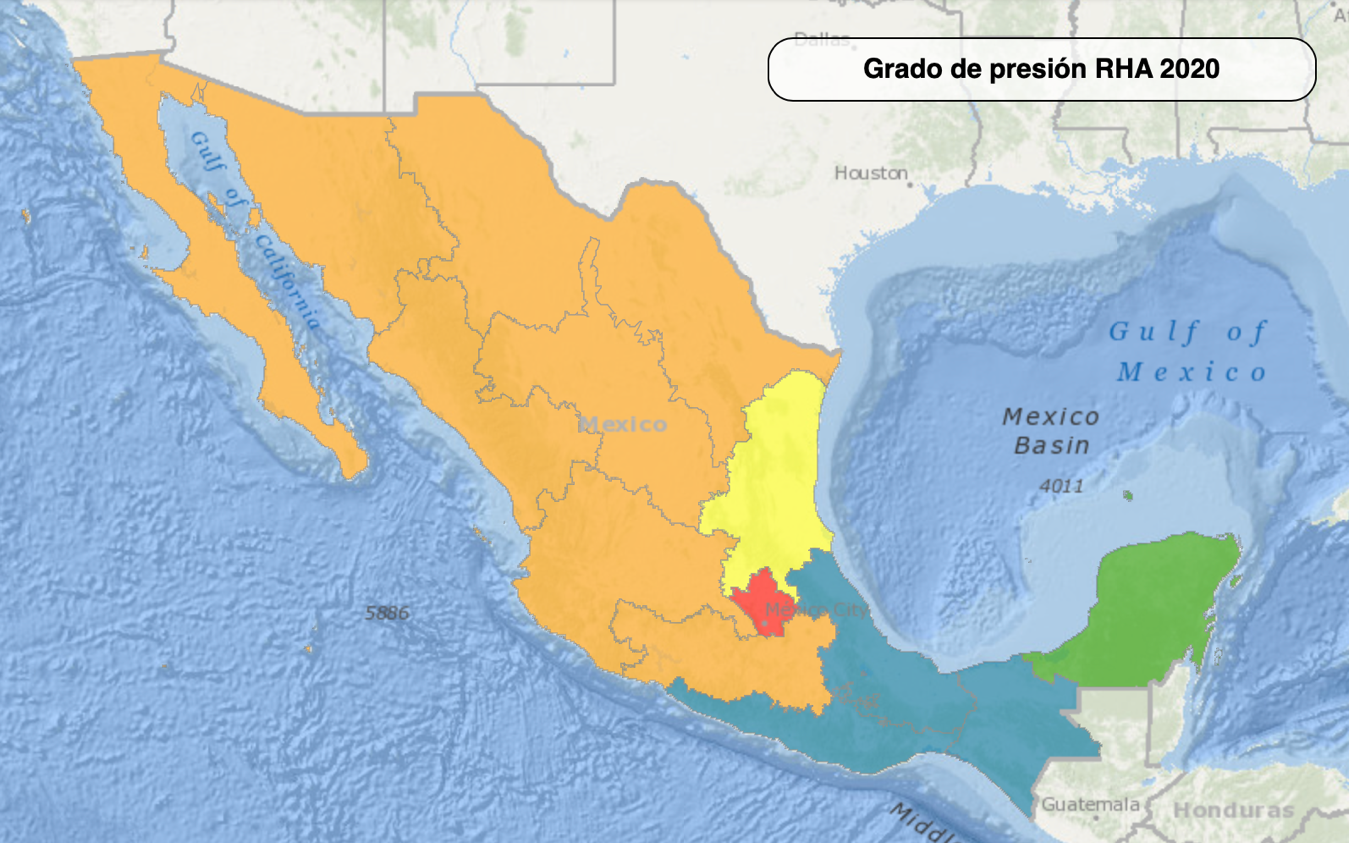 Dallas
Grado de presión RHA 2020
Houston
Gulf of
California
Gulf of
Mexico
Mexico
Mexico
Basin
4011
5886
Mexico City
Guatemala
Honduras
Middle